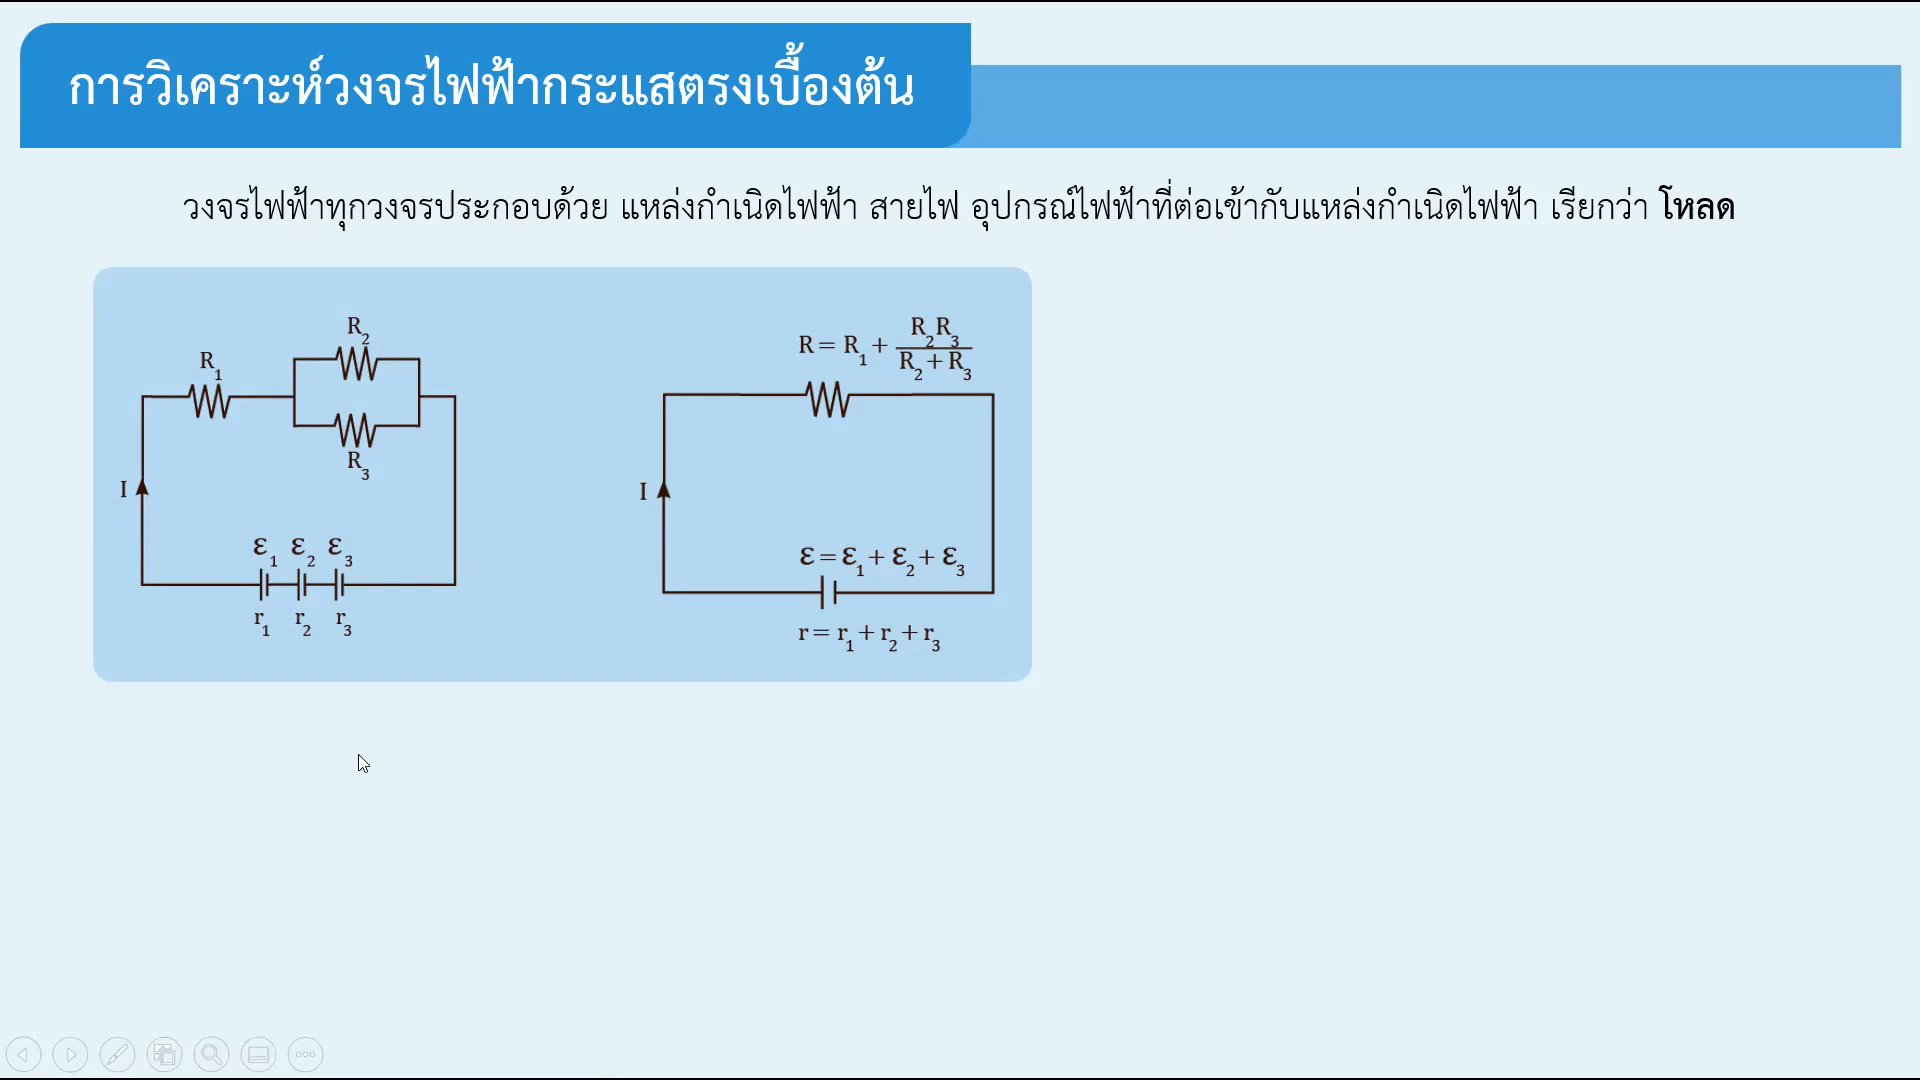 การวิเคราะห์วงจรไฟฟ้ากระแสตรงเบื้องต้น
วงจรไฟฟ้าทุกวงจรประกอบด้วย แหล่งกำเนิดไฟฟ้า สายไฟ อุปกรณ์ไฟฟ้าที่ต่อเข้ากับแหล่งกำเนิดไฟฟ้า เรียกว่า โหลด
R₂
R₁
R₃
I
ε₁ ε₂ ε₃
r₁ r₂ r₃
R = R₁ + R₂R₃ / R₂ + R₃
I
ε = ε₁ + ε₂ + ε₃
r = r₁ + r₂ + r₃